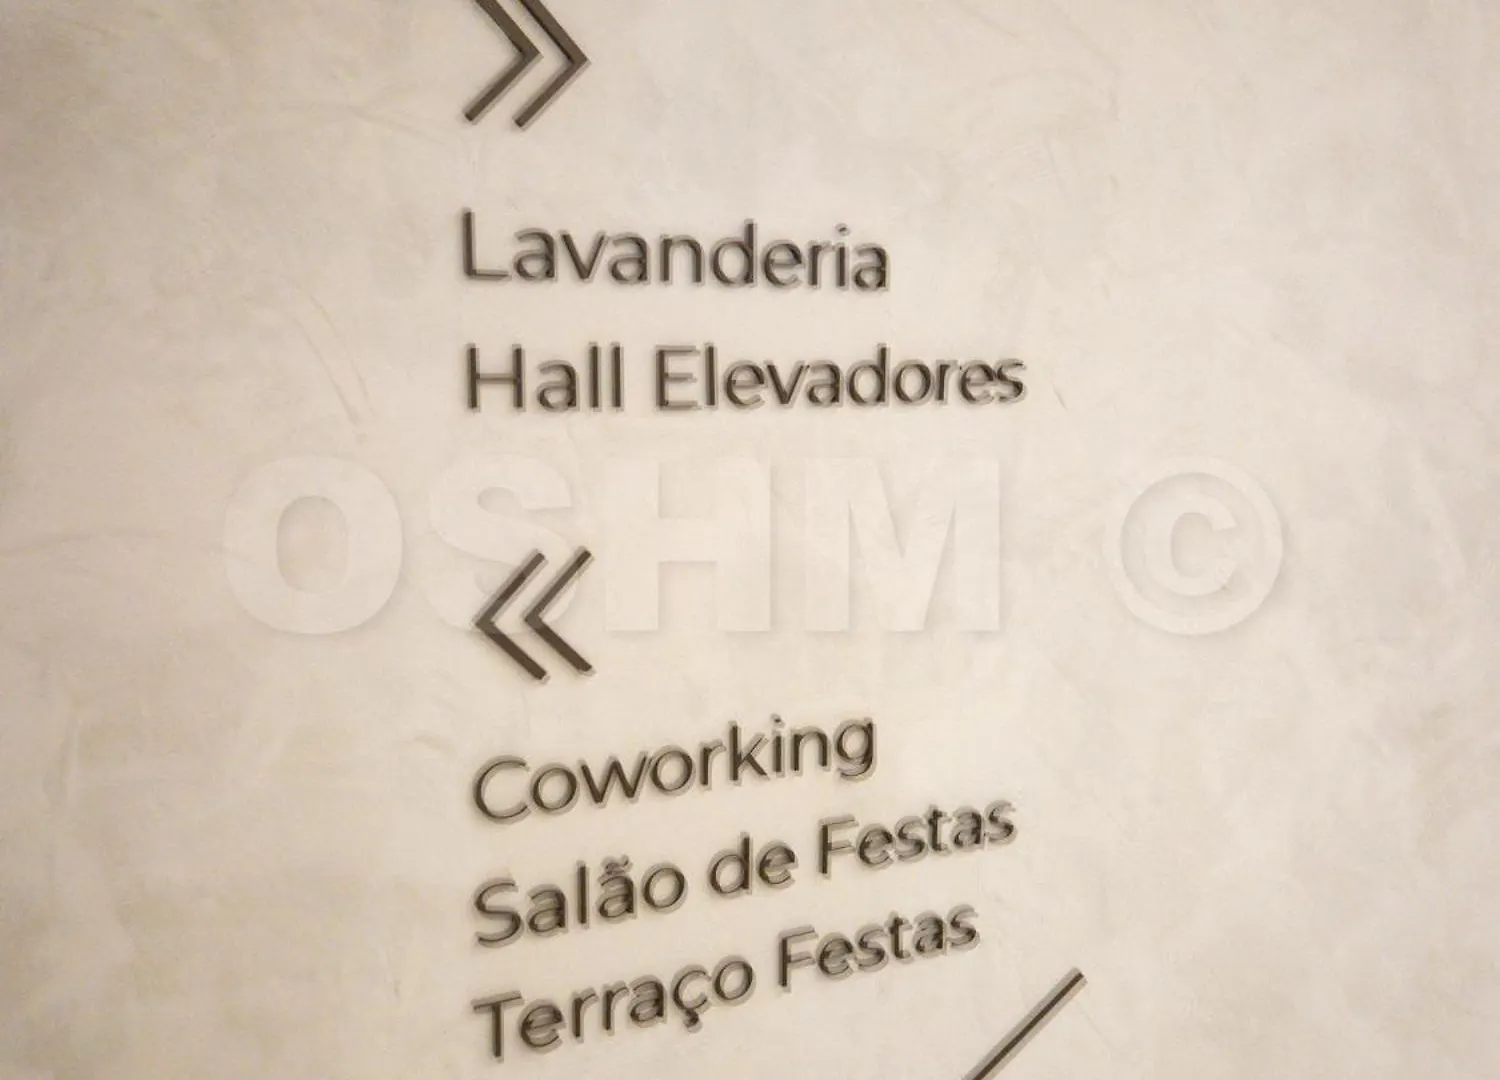 Lavanderia
Hall Elevadores
OSHM ©
Coworking
Salão de Festas
Terraço Festas